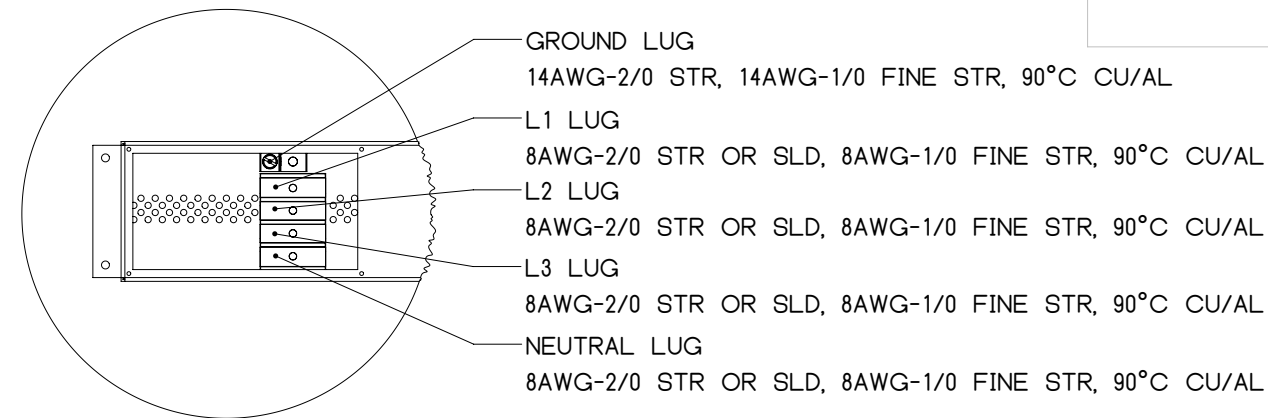 GROUND LUG
14AWG-2/0 STR, 14AWG-1/0 FINE STR, 90°C CU/AL
L1 LUG
8AWG-2/0 STR OR SLD, 8AWG-1/0 FINE STR, 90°C CU/AL
L2 LUG
8AWG-2/0 STR OR SLD, 8AWG-1/0 FINE STR, 90°C CU/AL
L3 LUG
8AWG-2/0 STR OR SLD, 8AWG-1/0 FINE STR, 90°C CU/AL
NEUTRAL LUG
8AWG-2/0 STR OR SLD, 8AWG-1/0 FINE STR, 90°C CU/AL